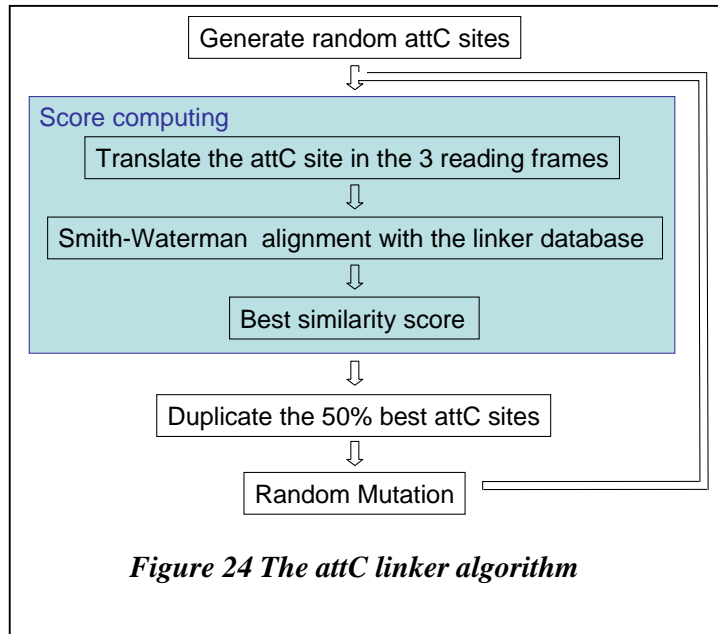 Generate random attC sites
Score computing
Translate the attC site in the 3 reading frames
Smith-Waterman alignment with the linker database
Best similarity score
Duplicate the 50% best attC sites
Random Mutation
Figure 24 The attC linker algorithm